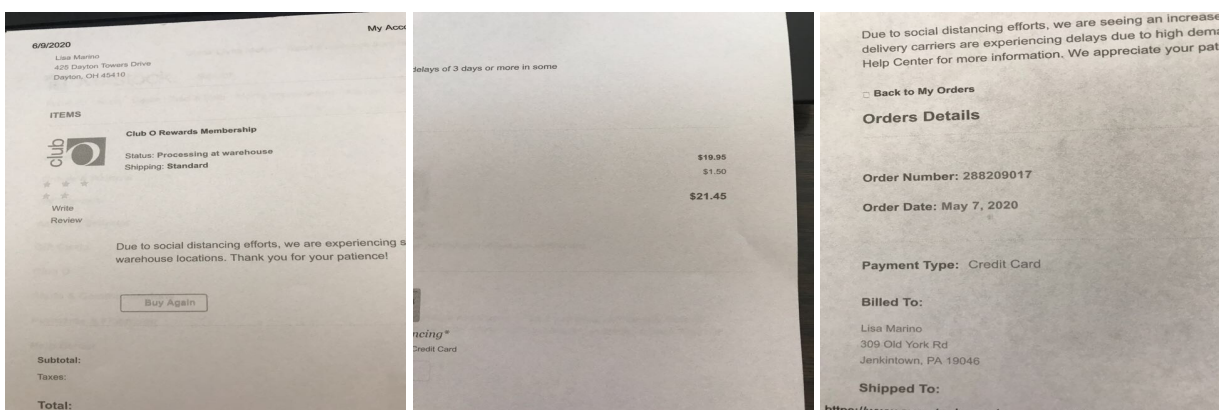 My Acco
6/9/2020
Lisa Marino
425 Dayton Towers Drive
Dayton, OH 45410
ITEMS
club O
Club O Rewards Membership
Status: Processing at warehouse
Shipping: Standard
Write
Review
Due to social distancing efforts, we are experiencing s
warehouse locations. Thank you for your patience!
Buy Again
Subtotal:
Taxes:
Total:
delays of 3 days or more in some
$19.95
$1.50
$21.45
ncing*
Credit Card
Due to social distancing efforts, we are seeing an increase
delivery carriers are experiencing delays due to high dema
Help Center for more information. We appreciate your pat
Back to My Orders
Orders Details
Order Number: 288209017
Order Date: May 7, 2020
Payment Type: Credit Card
Billed To:
Lisa Marino
309 Old York Rd
Jenkintown, PA 19046
Shipped To: